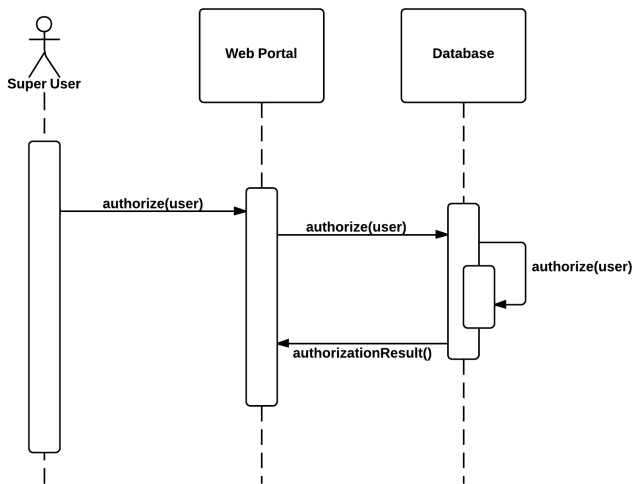 Web Portal
Database
Super User
authorize(user)
authorize(user)
authorize(user)
authorizationResult()